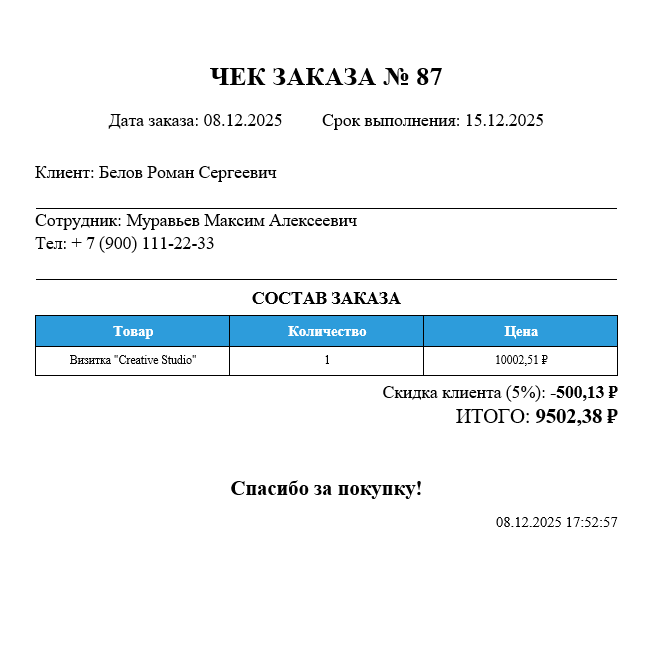 ЧЕК ЗАКАЗА № 87
Дата заказа: 08.12.2025 Срок выполнения: 15.12.2025
Клиент: Белов Роман Сергеевич
Сотрудник: Муравьев Максим Алексеевич
Тел: + 7 (900) 111-22-33
СОСТАВ ЗАКАЗА
Товар Количество Цена
Визитка "Creative Studio" 1 10002,51 ₽
Скидка клиента (5%): -500,13 ₽
ИТОГО: 9502,38 ₽
Спасибо за покупку!
08.12.2025 17:52:57